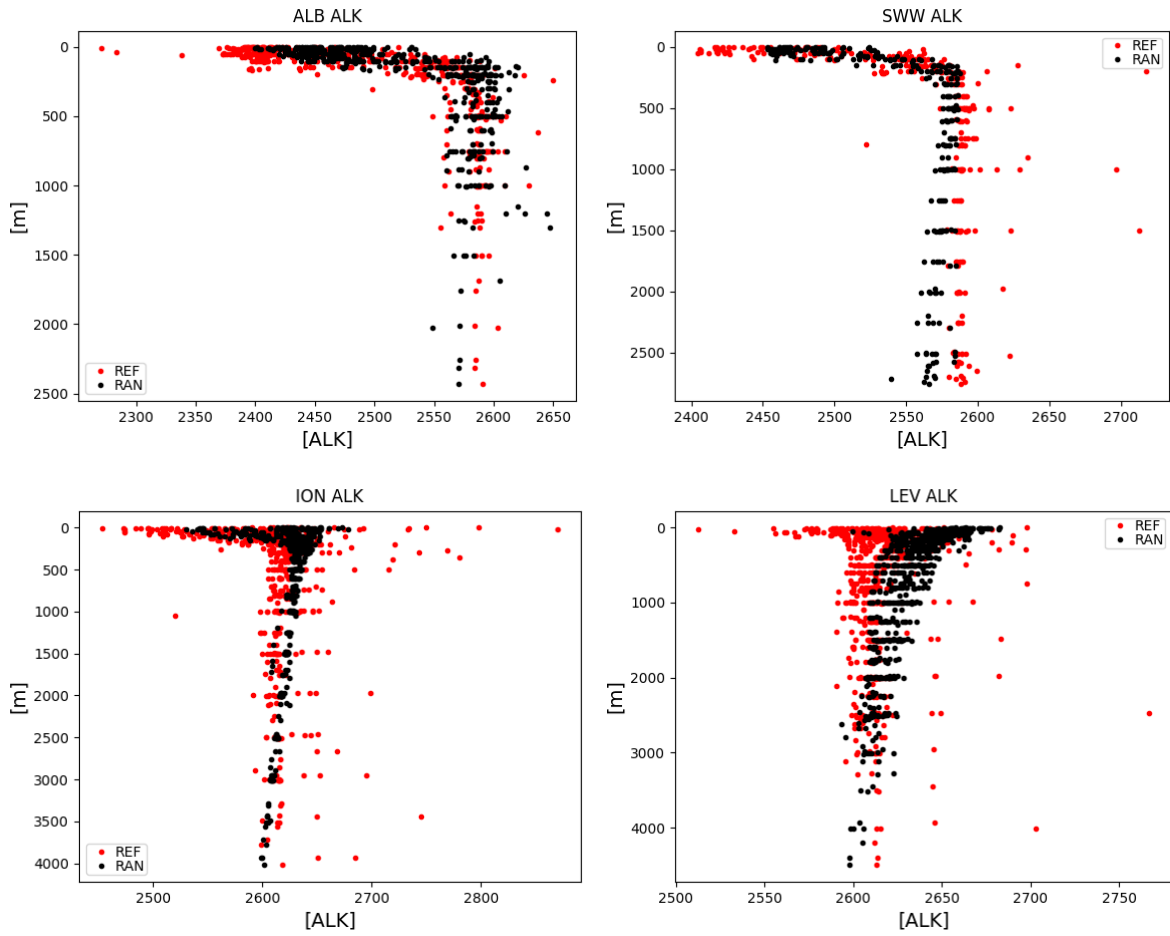 ALB ALK
0
500
1000
1500
2000
2500
[m]
REF
RAN
2300 2350 2400 2450 2500 2550 2600 2650
[ALK]
SWW ALK
0
500
1000
1500
2000
2500
[m]
REF
RAN
2400 2450 2500 2550 2600 2650 2700
[ALK]
ION ALK
0
500
1000
1500
2000
2500
3000
3500
4000
[m]
REF
RAN
2500 2600 2700 2800
[ALK]
LEV ALK
0
1000
2000
3000
4000
[m]
REF
RAN
2500 2550 2600 2650 2700 2750
[ALK]